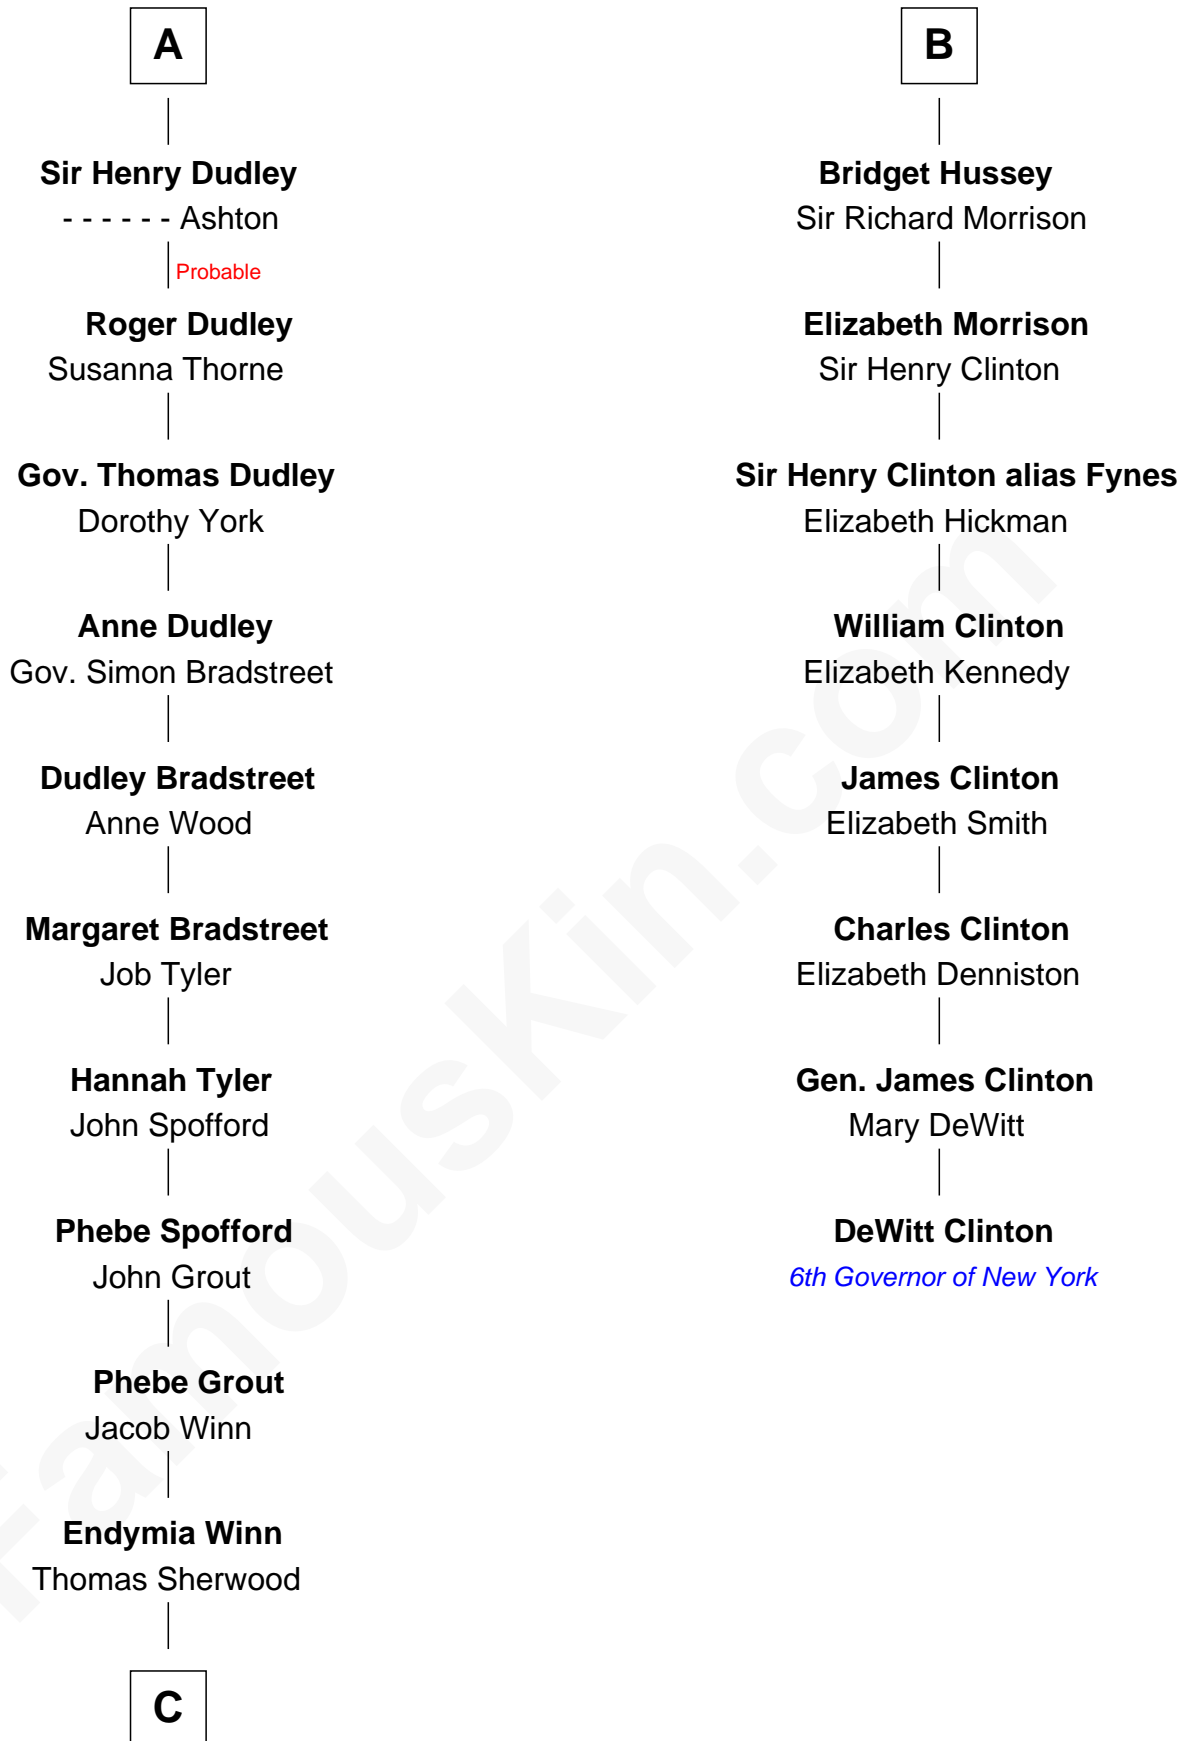 A
Sir Henry Dudley
- - - - - - Ashton
Probable
Roger Dudley
Susanna Thorne
Gov. Thomas Dudley
Dorothy York
Anne Dudley
Gov. Simon Bradstreet
Dudley Bradstreet
Anne Wood
Margaret Bradstreet
Job Tyler
Hannah Tyler
John Spofford
Phebe Spofford
John Grout
Phebe Grout
Jacob Winn
Endymia Winn
Thomas Sherwood
C
B
Bridget Hussey
Sir Richard Morrison
Elizabeth Morrison
Sir Henry Clinton
Sir Henry Clinton alias Fynes
Elizabeth Hickman
William Clinton
Elizabeth Kennedy
James Clinton
Elizabeth Smith
Charles Clinton
Elizabeth Denniston
Gen. James Clinton
Mary DeWitt
DeWitt Clinton
6th Governor of New York
FamousKin.com